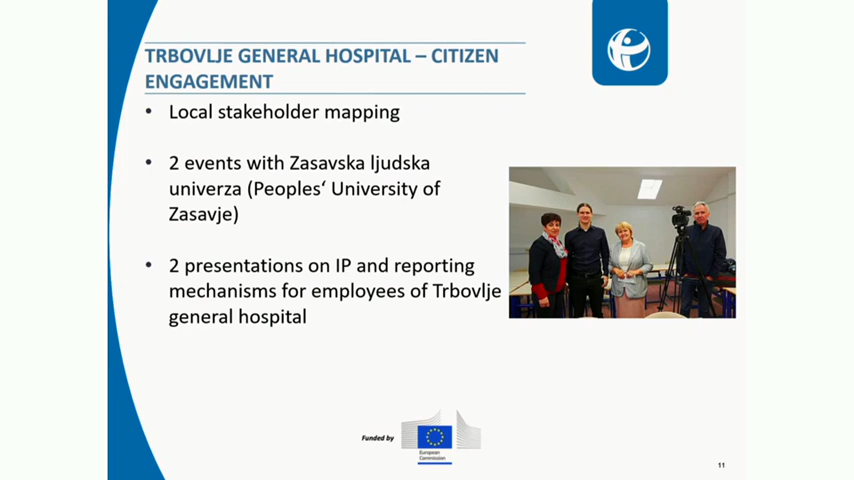 TRBOVLJE GENERAL HOSPITAL – CITIZEN
ENGAGEMENT
• Local stakeholder mapping
• 2 events with Zasavska ljudska
univerza (Peoples‘ University of
Zasavje)
• 2 presentations on IP and reporting
mechanisms for employees of Trbovlje
general hospital
Funded by
European
Commission
11